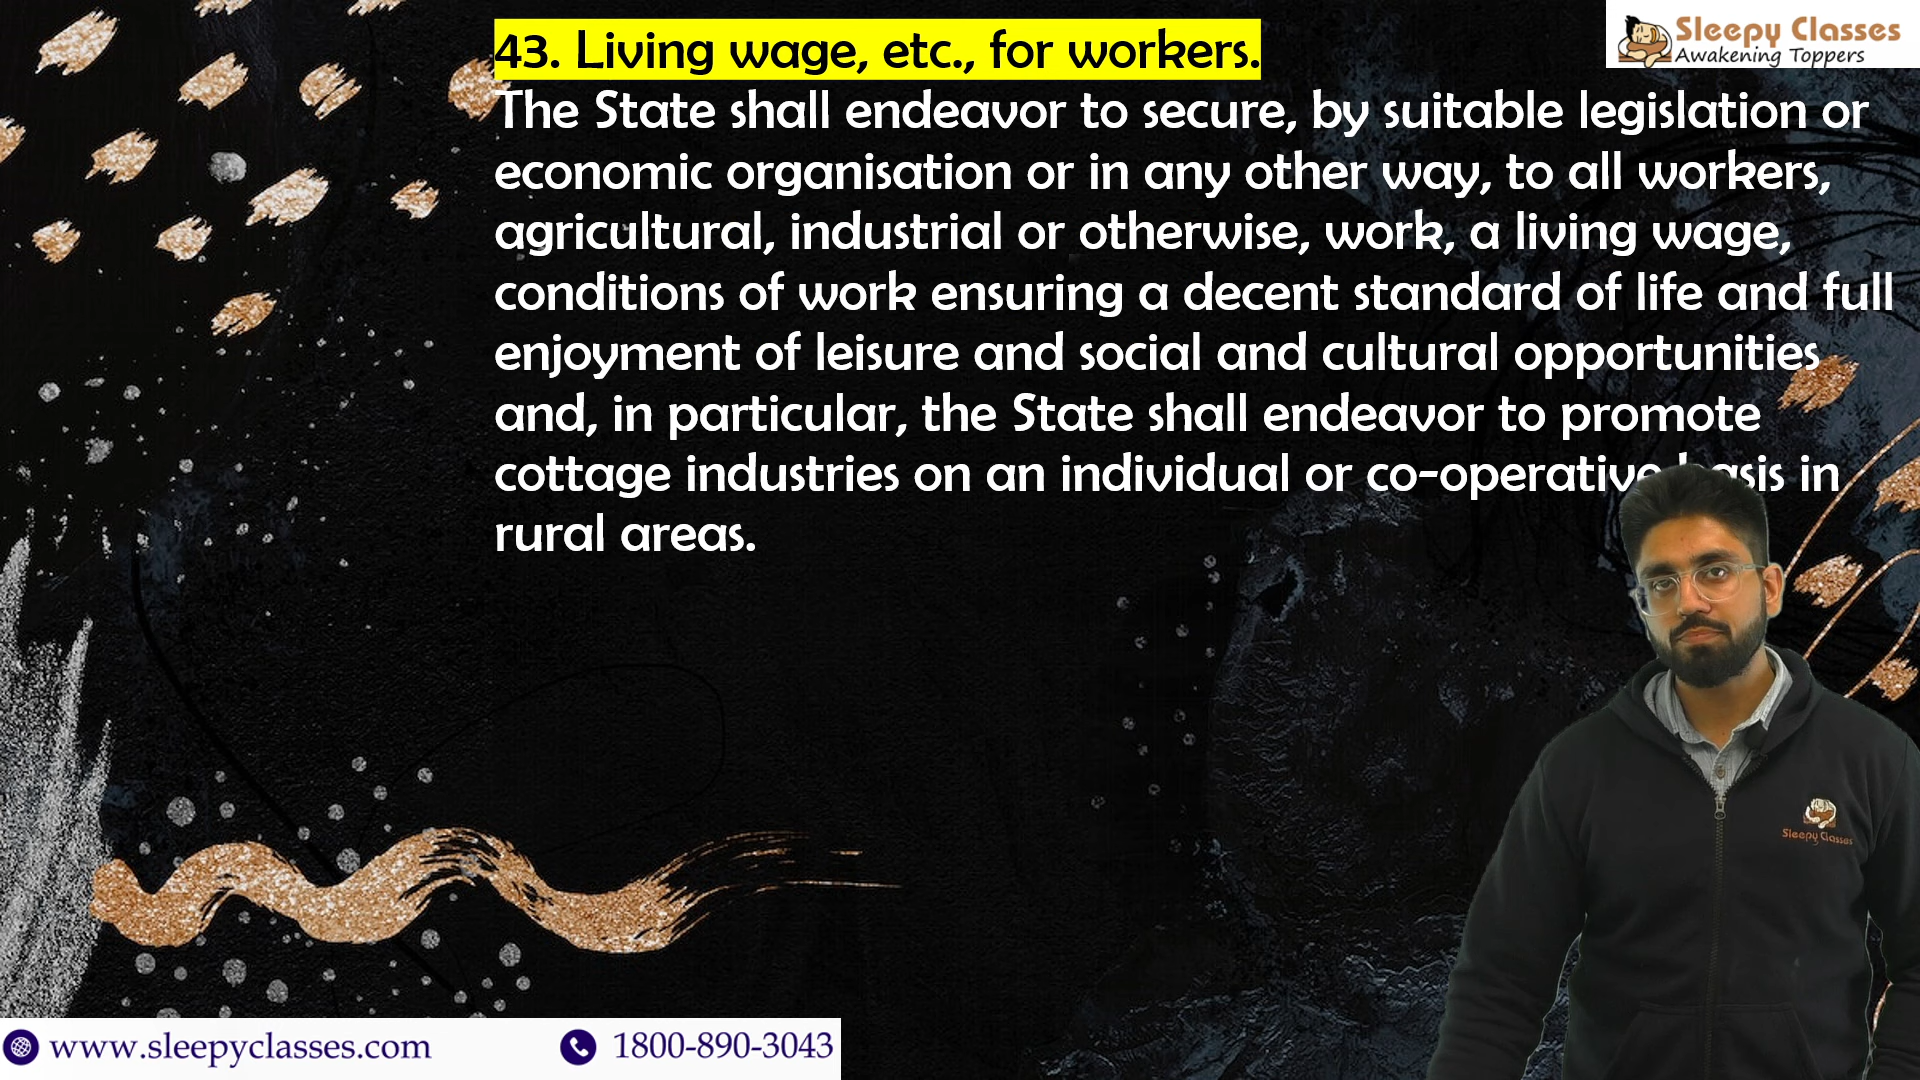 43. Living wage, etc., for workers.
Sleepy Classes
Awakening Toppers
The State shall endeavor to secure, by suitable legislation or
economic organisation or in any other way, to all workers,
agricultural, industrial or otherwise, work, a living wage,
conditions of work ensuring a decent standard of life and full
enjoyment of leisure and social and cultural opportunities
and, in particular, the State shall endeavor to promote
cottage industries on an individual or co-operative basis in
rural areas.
Sleepy Classes
www.sleepyclasses.com
1800-890-3043